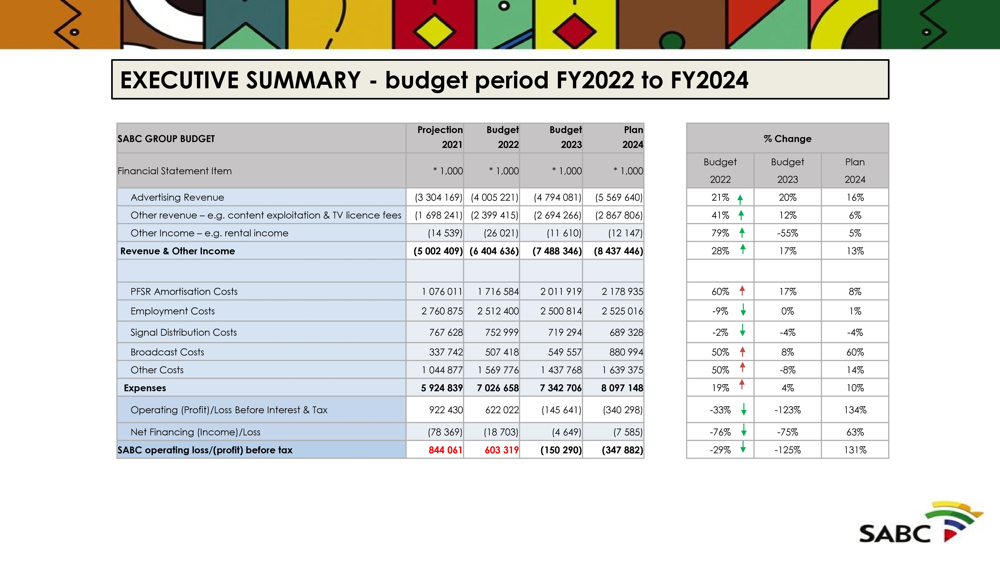 EXECUTIVE SUMMARY - budget period FY2022 to FY2024
SABC GROUP BUDGET Projection 2021 Budget 2022 Budget 2023 Plan 2024 % Change
Financial Statement Item * 1,000 * 1,000 * 1,000 * 1,000 Budget 2022 Budget 2023 Plan 2024
Advertising Revenue (3 304 169) (4 005 221) (4 794 081) (5 569 640) 21% 20% 16%
Other revenue – e.g. content exploitation & TV licence fees (1 698 241) (2 399 415) (2 694 266) (2 867 806) 41% 12% 6%
Other Income – e.g. rental income (14 539) (26 021) (11 610) (12 147) 79% -55% 5%
Revenue & Other Income (5 002 409) (6 404 636) (7 488 346) (8 437 446) 28% 17% 13%
PFSR Amortisation Costs 1 076 011 1 716 584 2 011 919 2 178 935 60% 17% 8%
Employment Costs 2 760 875 2 512 400 2 500 814 2 525 016 -9% 0% 1%
Signal Distribution Costs 767 628 752 999 719 294 689 328 -2% -4% -4%
Broadcast Costs 337 742 507 418 549 557 880 994 50% 8% 60%
Other Costs 1 044 877 1 569 776 1 437 768 1 639 375 50% -8% 14%
Expenses 5 924 839 7 026 658 7 342 706 8 097 148 19% 4% 10%
Operating (Profit)/Loss Before Interest & Tax 922 430 622 022 (145 641) (340 298) -33% -123% 134%
Net Financing (Income)/Loss (78 369) (18 703) (4 649) (7 585) -76% -75% 63%
SABC operating loss/(profit) before tax 844 061 603 319 (150 290) (347 882) -29% -125% 131%
SABC